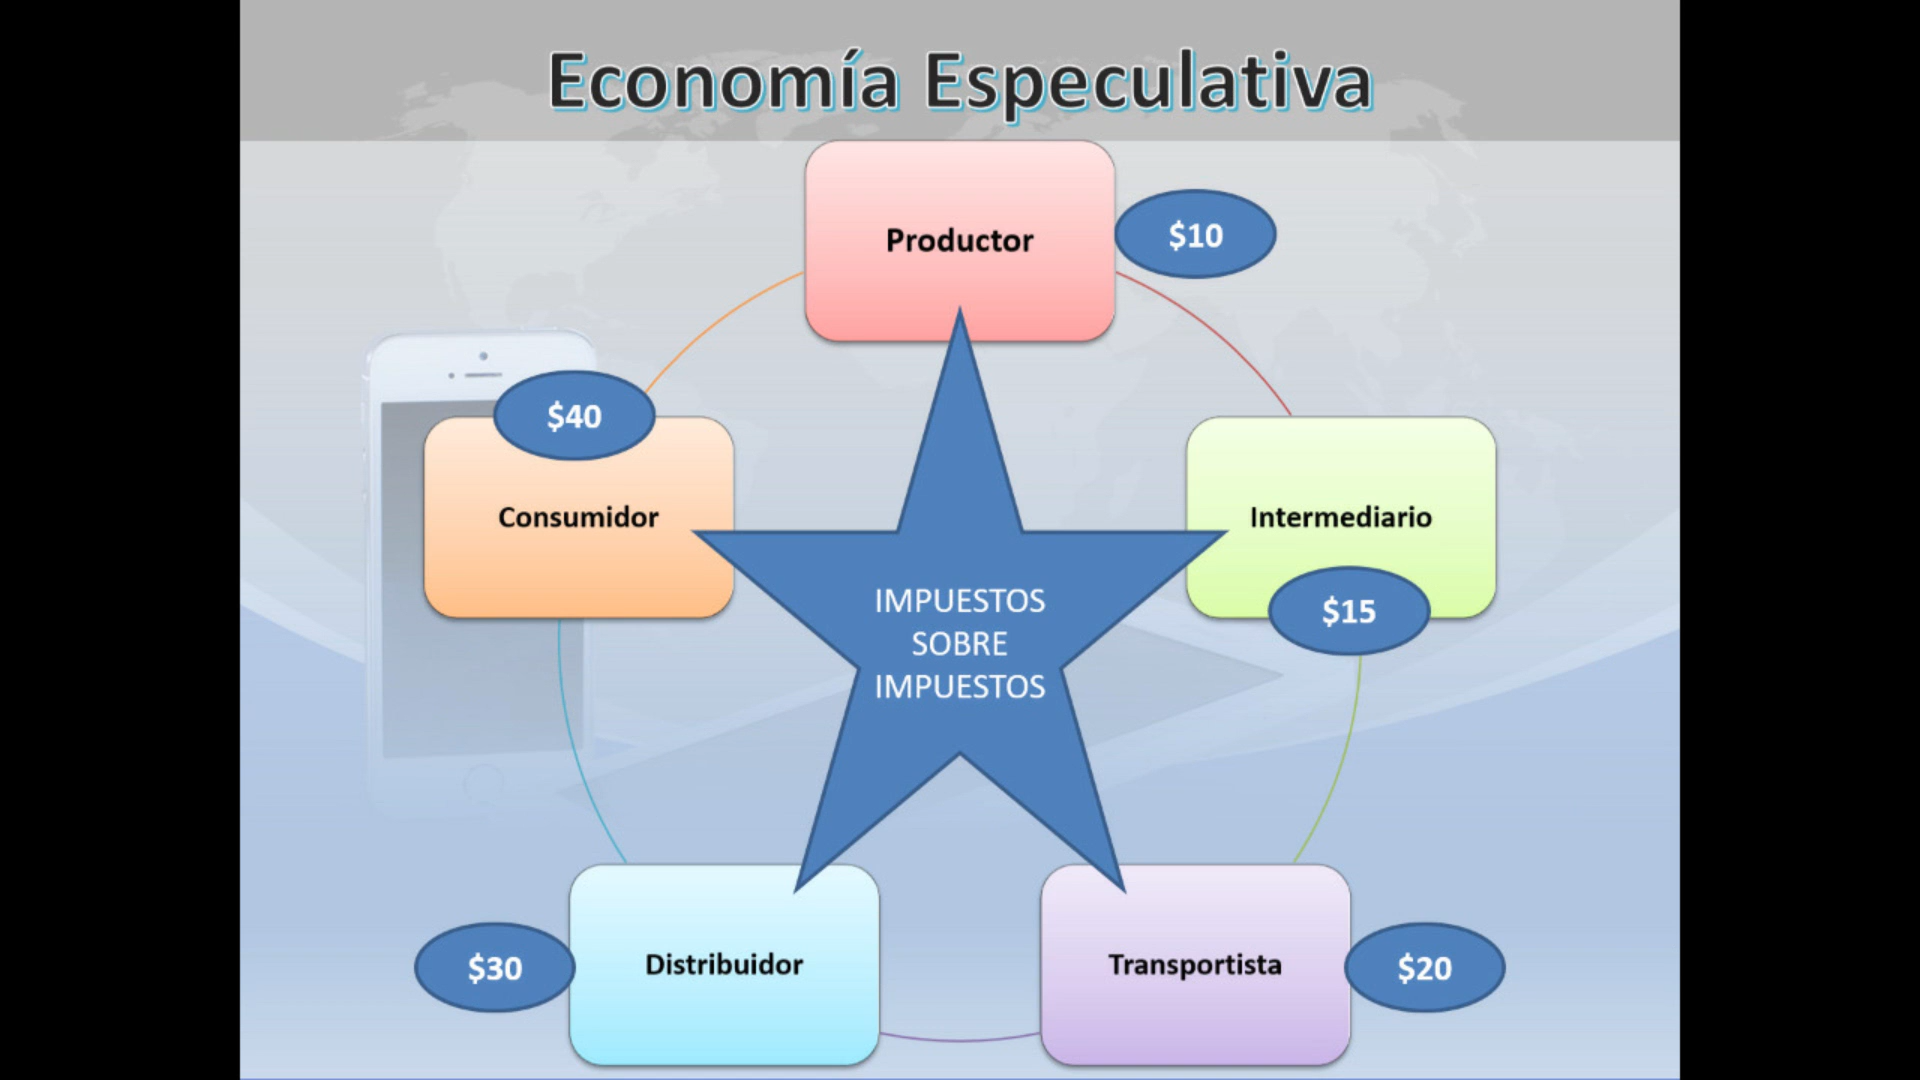 Economía Especulativa
Productor
$10
$40
Consumidor
Intermediario
$15
IMPUESTOS
SOBRE
IMPUESTOS
$30
Distribuidor
Transportista
$20